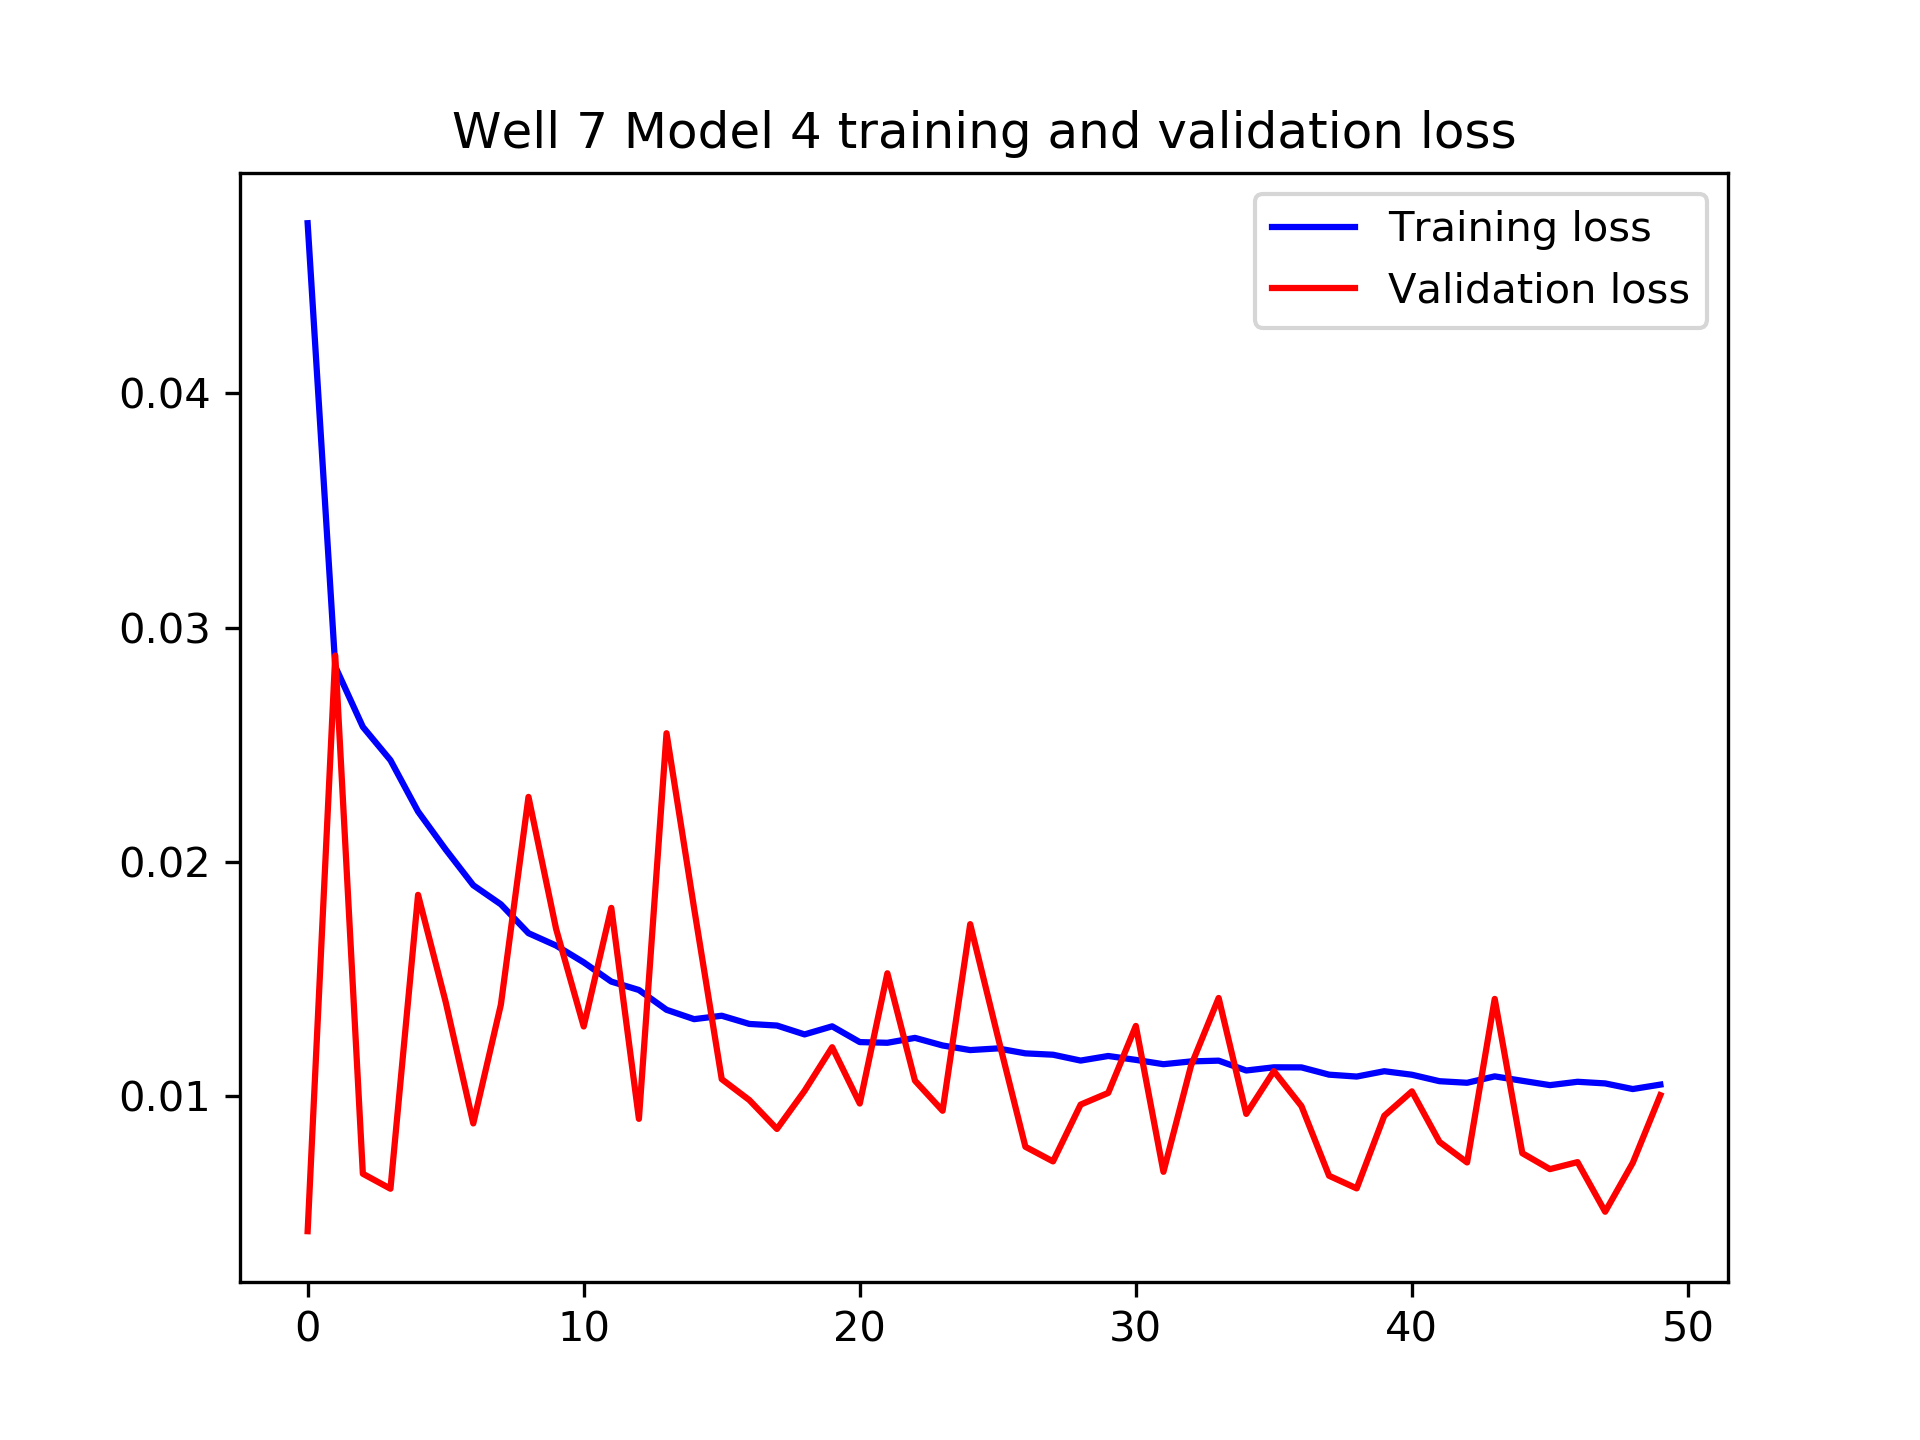 Well 7 Model 4 training and validation loss
Training loss
Validation loss
0.04
0.03
0.02
0.01
0 10 20 30 40 50